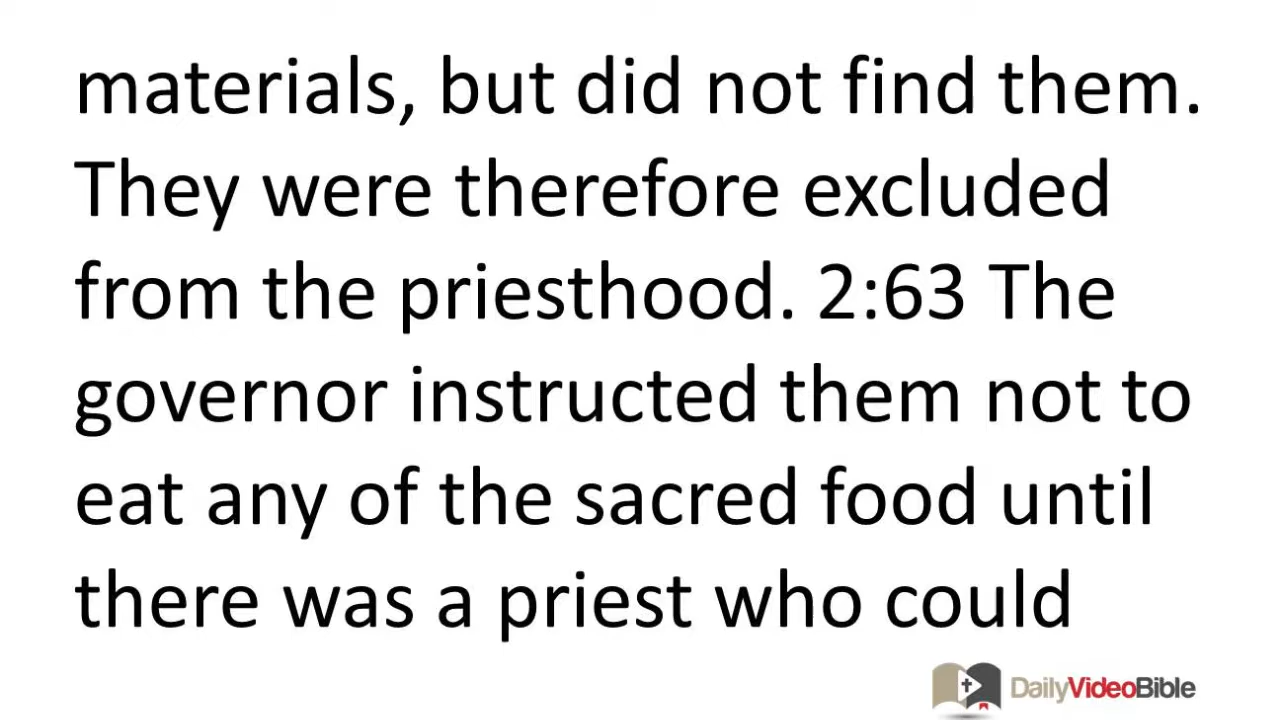 materials, but did not find them.
They were therefore excluded
from the priesthood. 2:63 The
governor instructed them not to
eat any of the sacred food until
there was a priest who could
DailyVideoBible